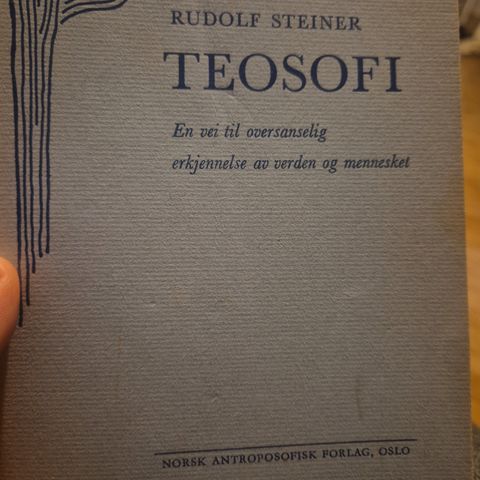 RUDOLF STEINER
TEOSOFI
En vei til oversanselig
erkjennelse av verden og mennesket
NORSK ANTROPOSOFISK FORLAG, OSLO